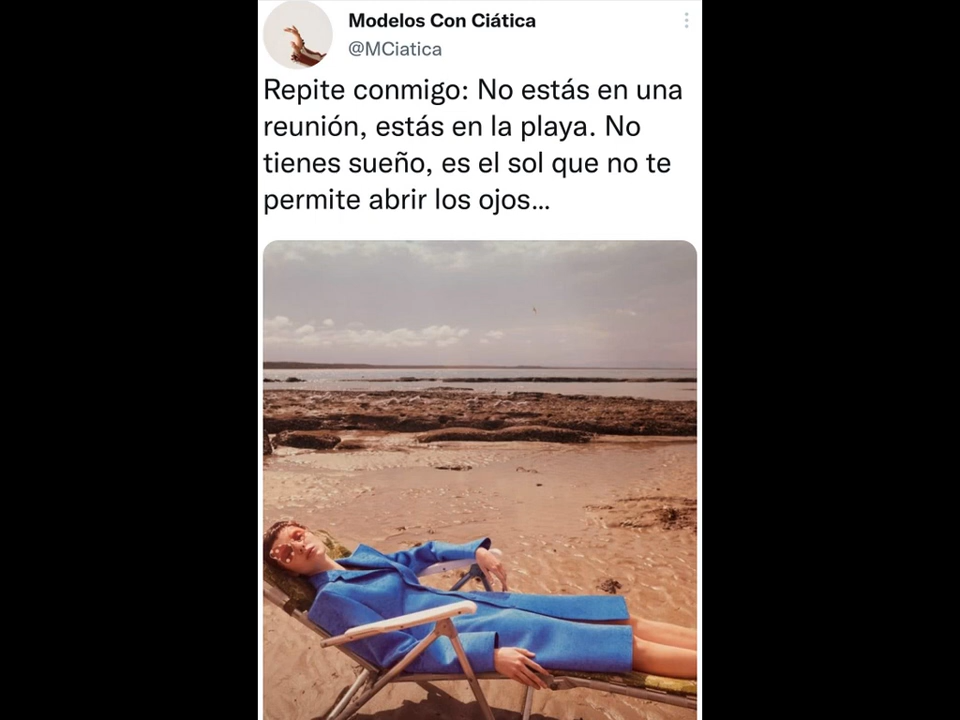 Modelos Con Ciática
@MCiatica
Repite conmigo: No estás en una
reunión, estás en la playa. No
tienes sueño, es el sol que no te
permite abrir los ojos...